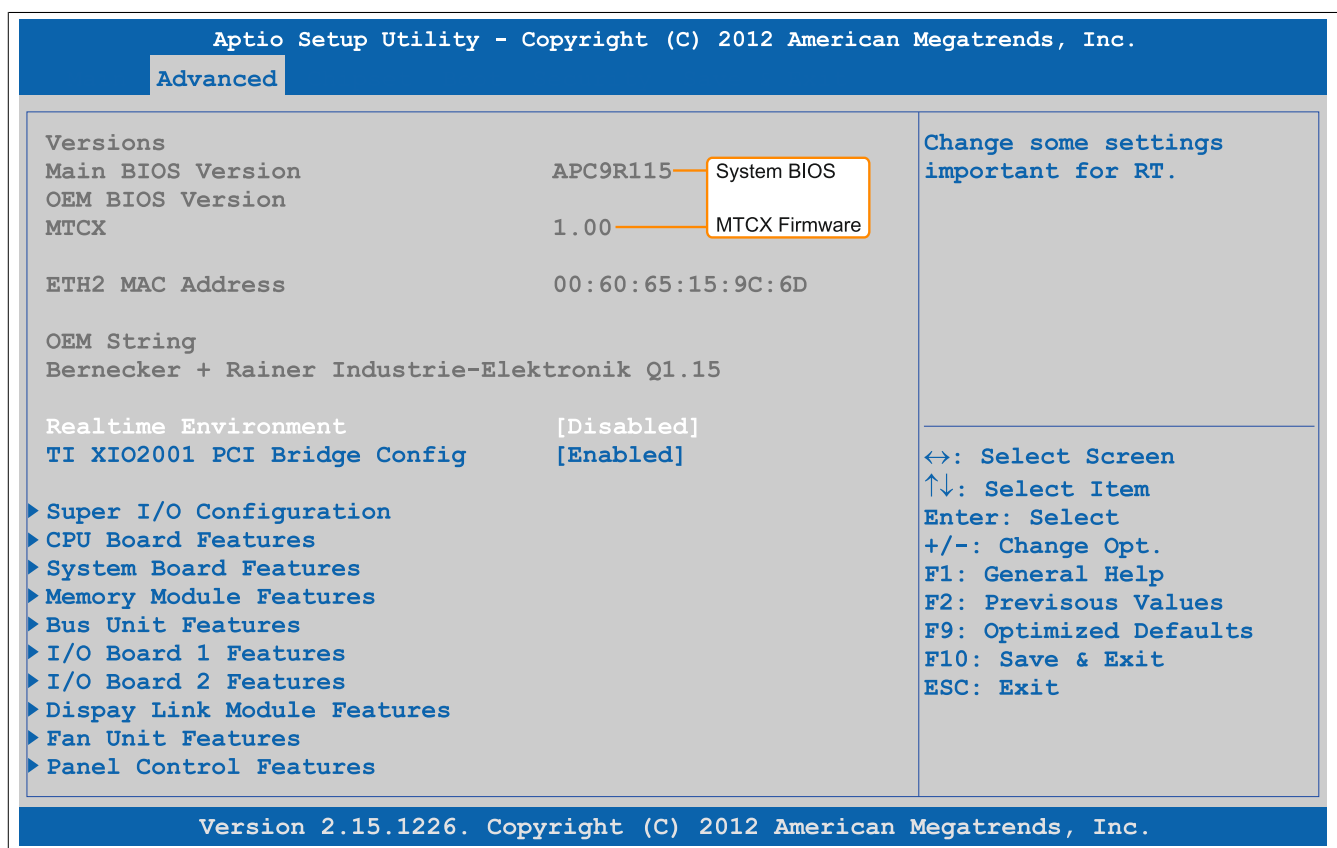 Aptio Setup Utility - Copyright (C) 2012 American Megatrends, Inc.
Advanced
Versions
Main BIOS Version APC9R115 System BIOS
OEM BIOS Version
MTCX 1.00 MTCX Firmware
ETH2 MAC Address 00:60:65:15:9C:6D
OEM String
Bernecker + Rainer Industrie-Elektronik Q1.15
Realtime Environment [Disabled]
TI XIO2001 PCI Bridge Config [Enabled]
Super I/O Configuration
CPU Board Features
System Board Features
Memory Module Features
Bus Unit Features
I/O Board 1 Features
I/O Board 2 Features
Dispay Link Module Features
Fan Unit Features
Panel Control Features
Change some settings
important for RT.
↔: Select Screen
↑↓: Select Item
Enter: Select
+/-: Change Opt.
F1: General Help
F2: Previsous Values
F9: Optimized Defaults
F10: Save & Exit
ESC: Exit
Version 2.15.1226. Copyright (C) 2012 American Megatrends, Inc.